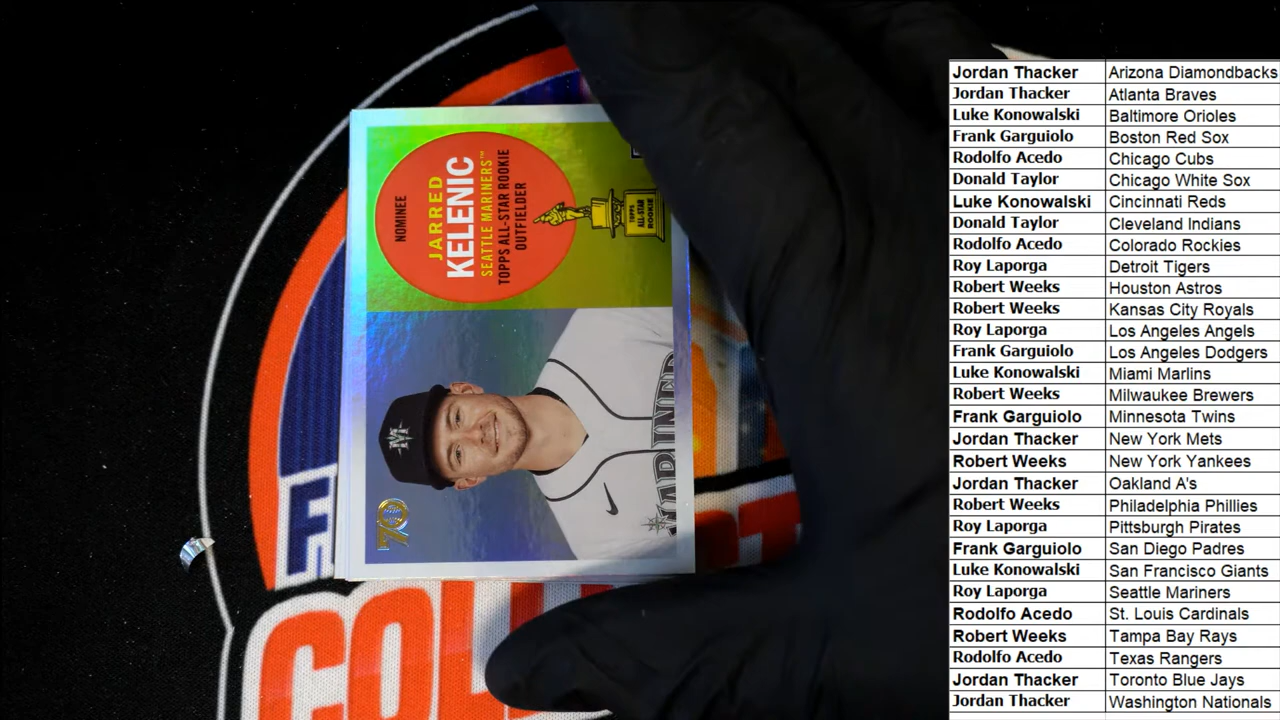 NOMINEE
JARRED
KELENIC
SEATTLE MARINERS™
TOPPS ALL-STAR ROOKIE
OUTFIELDER
TOPPS
ALL-STAR
ROOKIE
M
MARINER
70
COL
Jordan Thacker Arizona Diamondbacks
Jordan Thacker Atlanta Braves
Luke Konowalski Baltimore Orioles
Frank Garguiolo Boston Red Sox
Rodolfo Acedo Chicago Cubs
Donald Taylor Chicago White Sox
Luke Konowalski Cincinnati Reds
Donald Taylor Cleveland Indians
Rodolfo Acedo Colorado Rockies
Roy Laporga Detroit Tigers
Robert Weeks Houston Astros
Robert Weeks Kansas City Royals
Roy Laporga Los Angeles Angels
Frank Garguiolo Los Angeles Dodgers
Luke Konowalski Miami Marlins
Robert Weeks Milwaukee Brewers
Frank Garguiolo Minnesota Twins
Jordan Thacker New York Mets
Robert Weeks New York Yankees
Jordan Thacker Oakland A's
Robert Weeks Philadelphia Phillies
Roy Laporga Pittsburgh Pirates
Frank Garguiolo San Diego Padres
Luke Konowalski San Francisco Giants
Roy Laporga Seattle Mariners
Rodolfo Acedo St. Louis Cardinals
Robert Weeks Tampa Bay Rays
Rodolfo Acedo Texas Rangers
Jordan Thacker Toronto Blue Jays
Jordan Thacker Washington Nationals